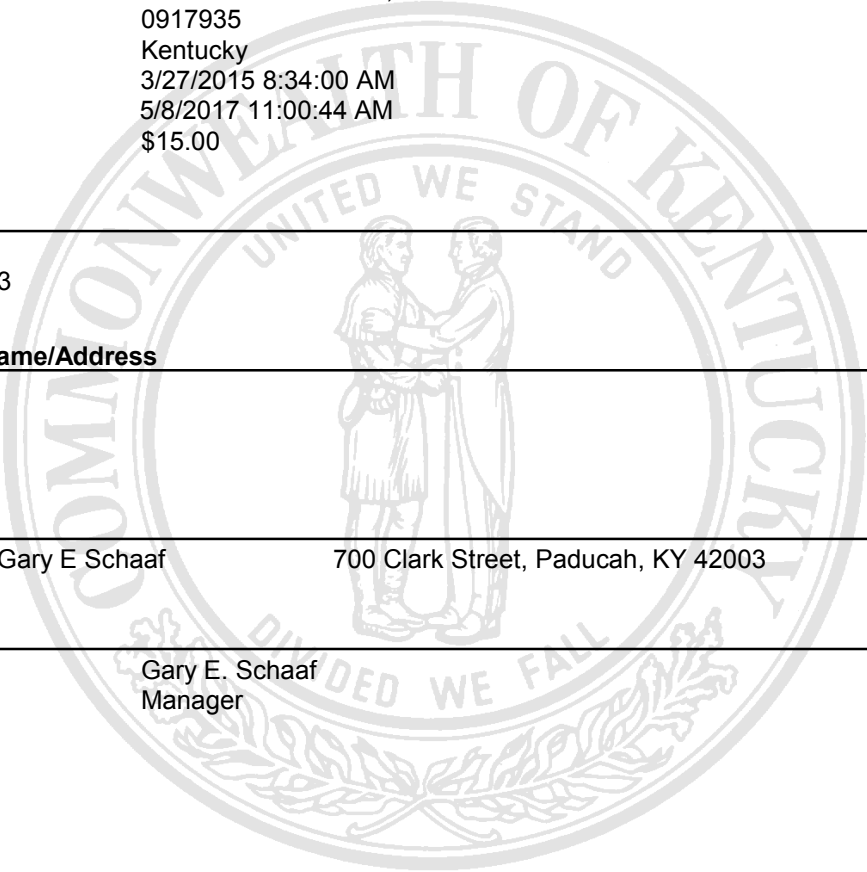 0917935
Kentucky
3/27/2015 8:34:00 AM
5/8/2017 11:00:44 AM
$15.00
3
ame/Address
Gary E Schaaf 700 Clark Street, Paducah, KY 42003
Gary E. Schaaf
Manager
COMMONWEALTH OF KENTUCKY
UNITED WE STAND
DIVIDED WE FALL